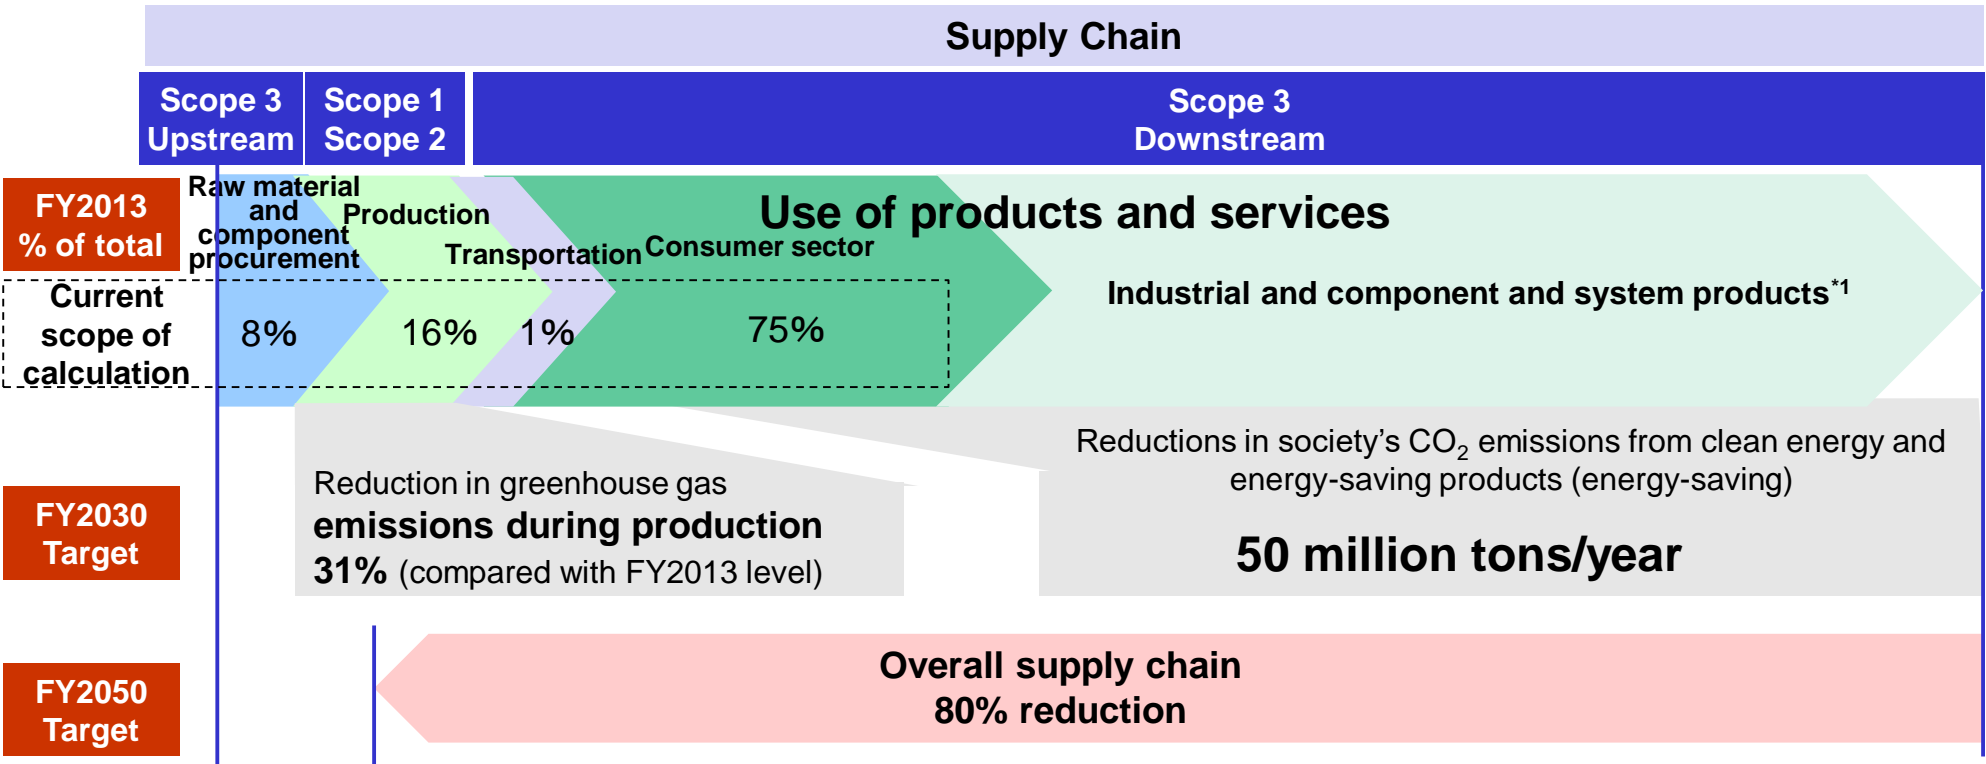 Supply Chain
Scope 3
Upstream
Scope 1
Scope 2
Scope 3
Downstream
FY2013
% of total
Raw material
and
component
procurement
Production
Transportation
Use of products and services
Consumer sector
Industrial and component and system products*1
Current
scope of
calculation
8%
16%
1%
75%
FY2030
Target
Reduction in greenhouse gas
emissions during production
31% (compared with FY2013 level)
Reductions in society’s CO₂ emissions from clean energy and
energy-saving products (energy-saving)
50 million tons/year
FY2050
Target
Overall supply chain
80% reduction